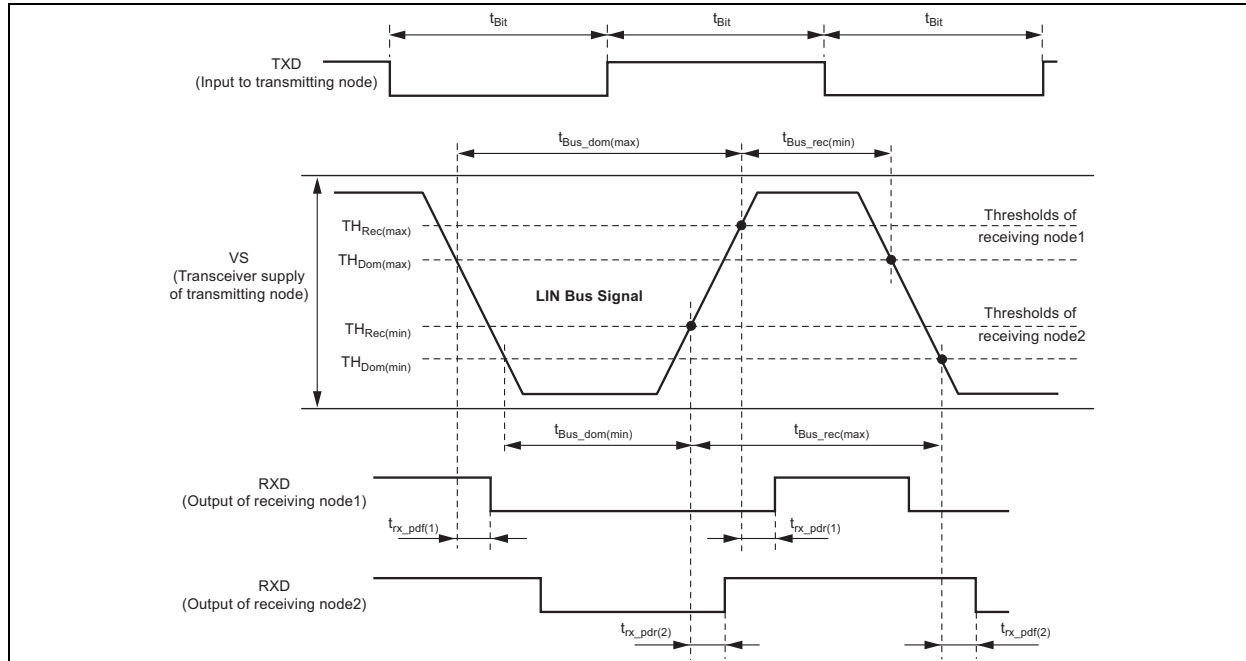 tBit tBit tBit
TXD
(Input to transmitting node)
tBus_dom(max) tBus_rec(min)
THRec(max)
Thresholds of
receiving node1
THDom(max)
VS
(Transceiver supply
of transmitting node)
LIN Bus Signal
THRec(min)
Thresholds of
receiving node2
THDom(min)
tBus_dom(min) tBus_rec(max)
RXD
(Output of receiving node1)
trx_pdf(1) trx_pdr(1)
RXD
(Output of receiving node2)
trx_pdr(2) trx_pdf(2)